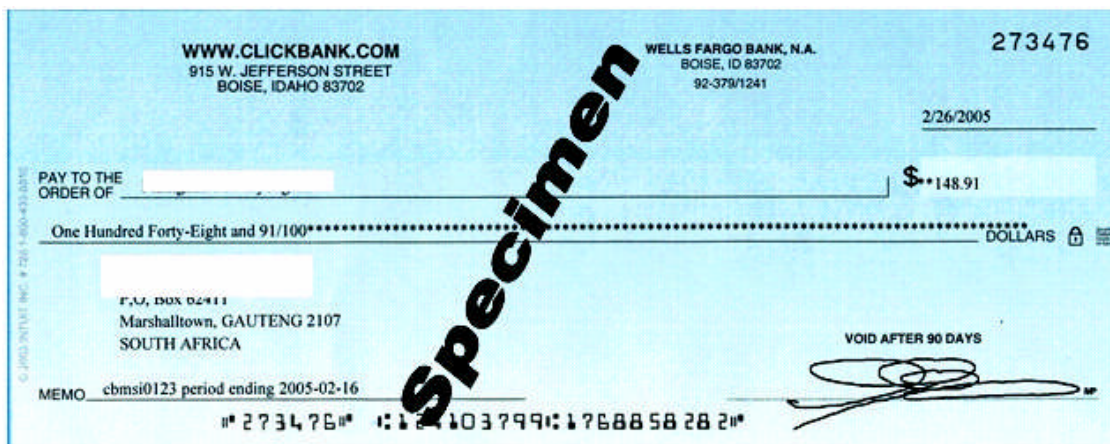 WWW.CLICKBANK.COM
915 W. JEFFERSON STREET
BOISE, IDAHO 83702
WELLS FARGO BANK, N.A.
BOISE, ID 83702
92-379/1241
273476
2/26/2005
PAY TO THE
ORDER OF
$**148.91
One Hundred Forty-Eight and 91/100
DOLLARS
P.O. Box 62411
Marshalltown, GAUTENG 2107
SOUTH AFRICA
VOID AFTER 90 DAYS
MEMO cbmsi0123 period ending 2005-02-16
MP
Specimen